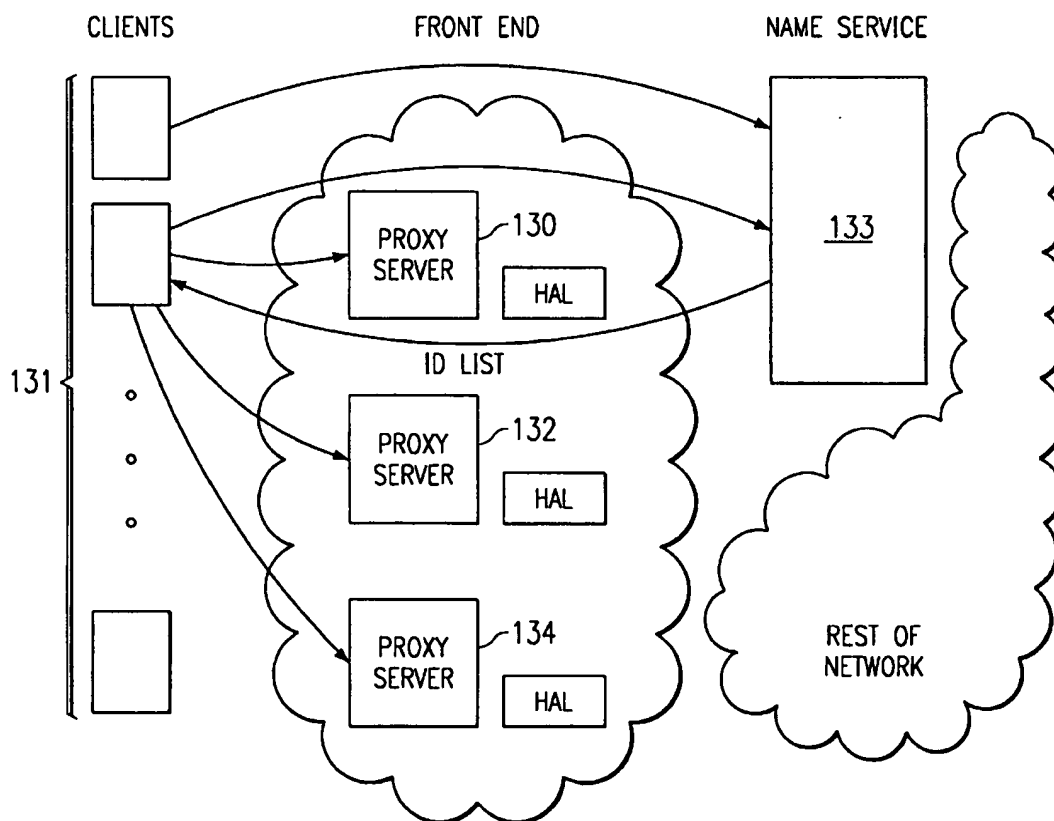 CLIENTS
FRONT END
NAME SERVICE
PROXY
SERVER
130
HAL
133
ID LIST
131
PROXY
SERVER
132
HAL
PROXY
SERVER
134
HAL
REST OF
NETWORK